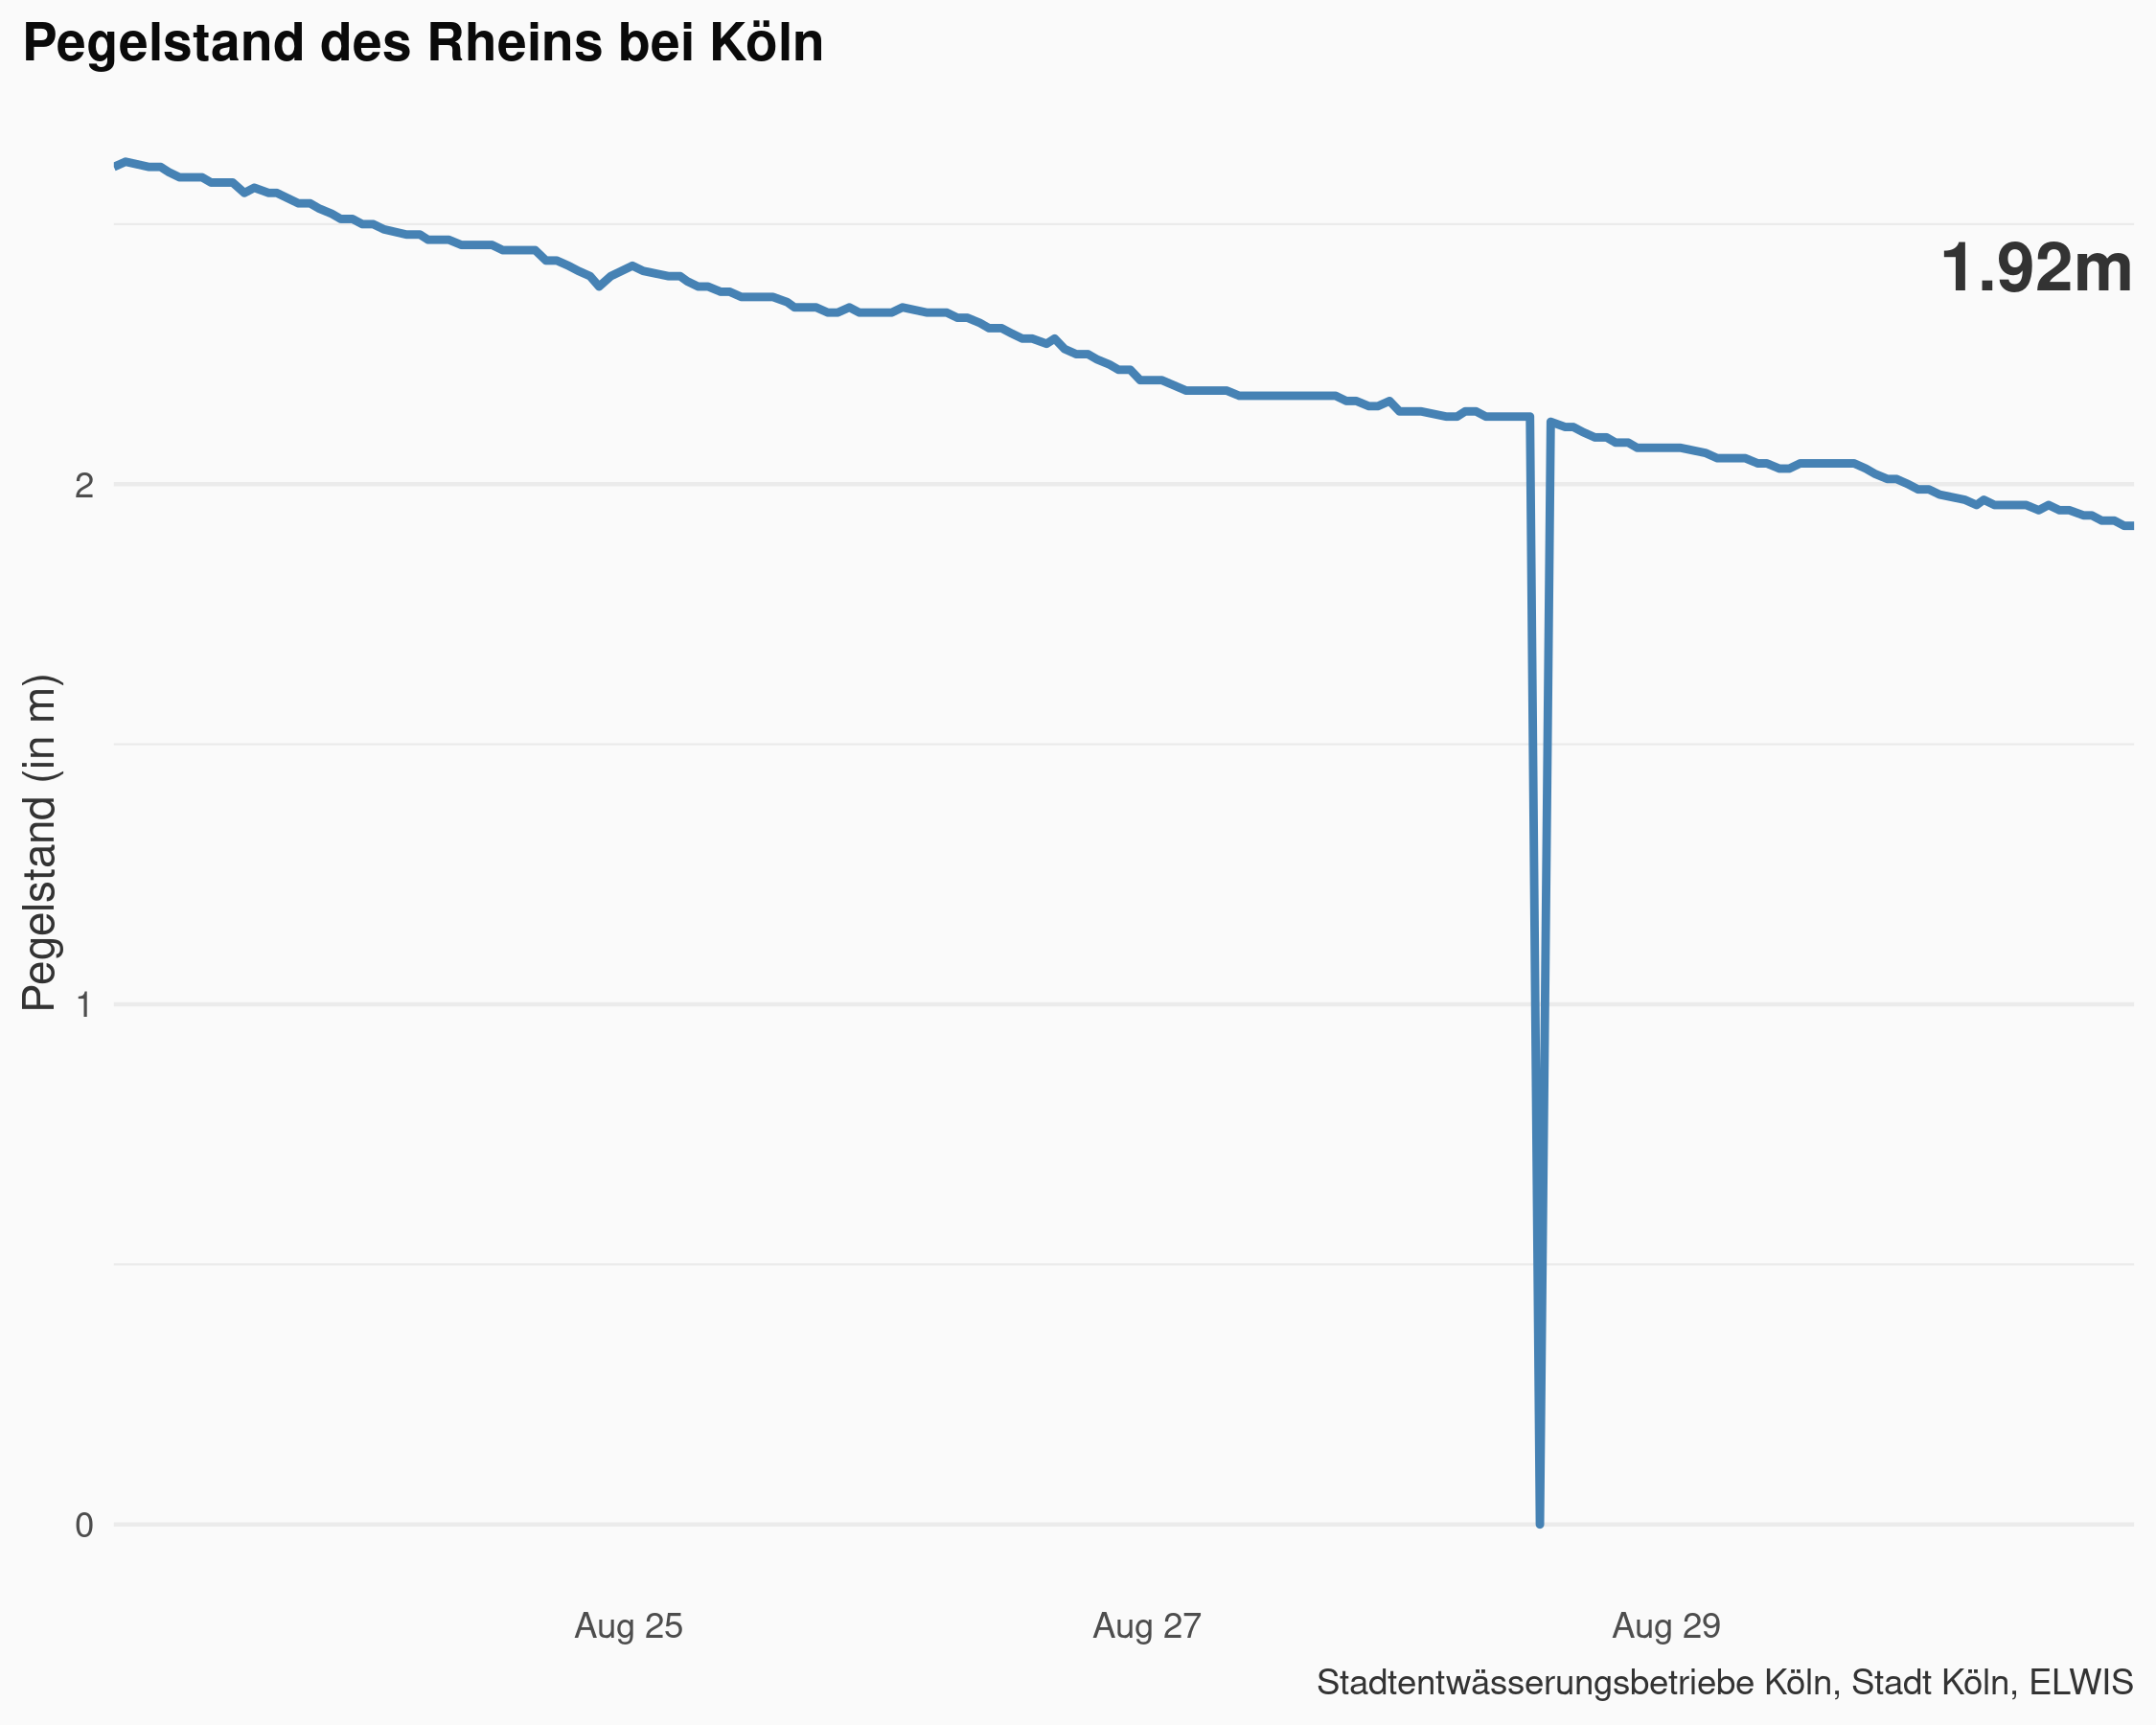 Pegelstand des Rheins bei Köln
1.92m
Pegelstand (in m)
2
1
0
Aug 25
Aug 27
Aug 29
Stadtentwässerungsbetriebe Köln, Stadt Köln, ELWIS